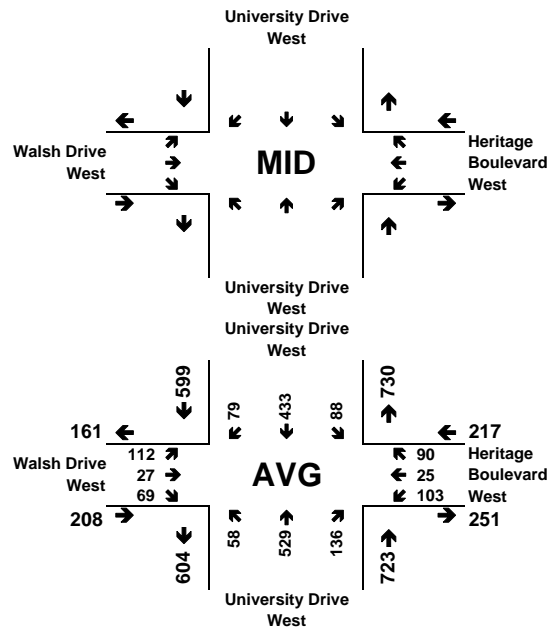 University Drive
West
Walsh Drive
West
MID
Heritage
Boulevard
West
University Drive
West
University Drive
West
599
79
433
88
730
161
217
Walsh Drive
West
112
27
69
AVG
90
25
103
Heritage
Boulevard
West
208
251
604
58
529
136
723
University Drive
West